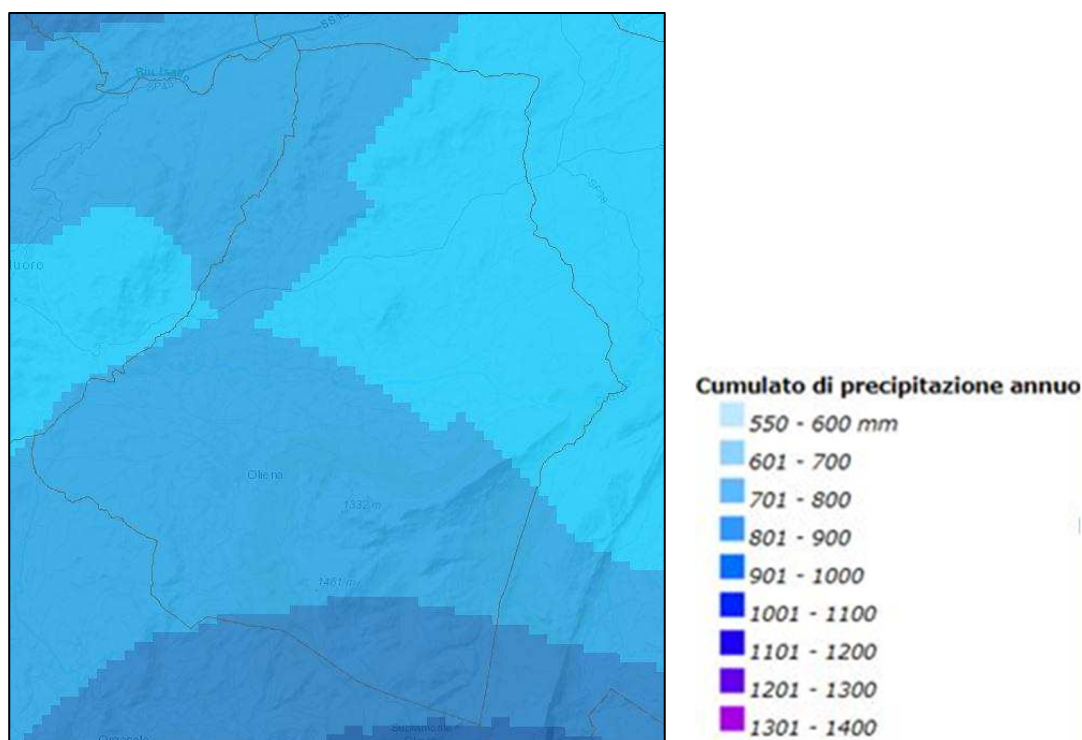 Oliena
1332 m
Cumulato di precipitazione annuo
550 - 600 mm
601 - 700
701 - 800
801 - 900
901 - 1000
1001 - 1100
1101 - 1200
1201 - 1300
1301 - 1400